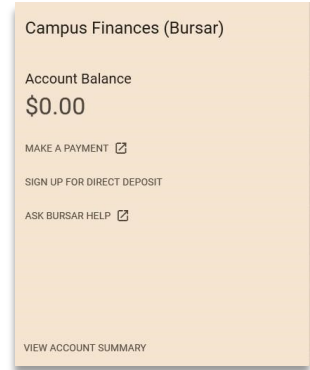 Campus Finances (Bursar)
Account Balance
$0.00
MAKE A PAYMENT
SIGN UP FOR DIRECT DEPOSIT
ASK BURSAR HELP
VIEW ACCOUNT SUMMARY